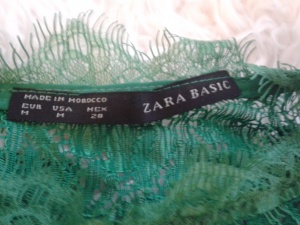 MADE IN MOROCCO
EUR USA MEX
M M 28
ZARA BASIC